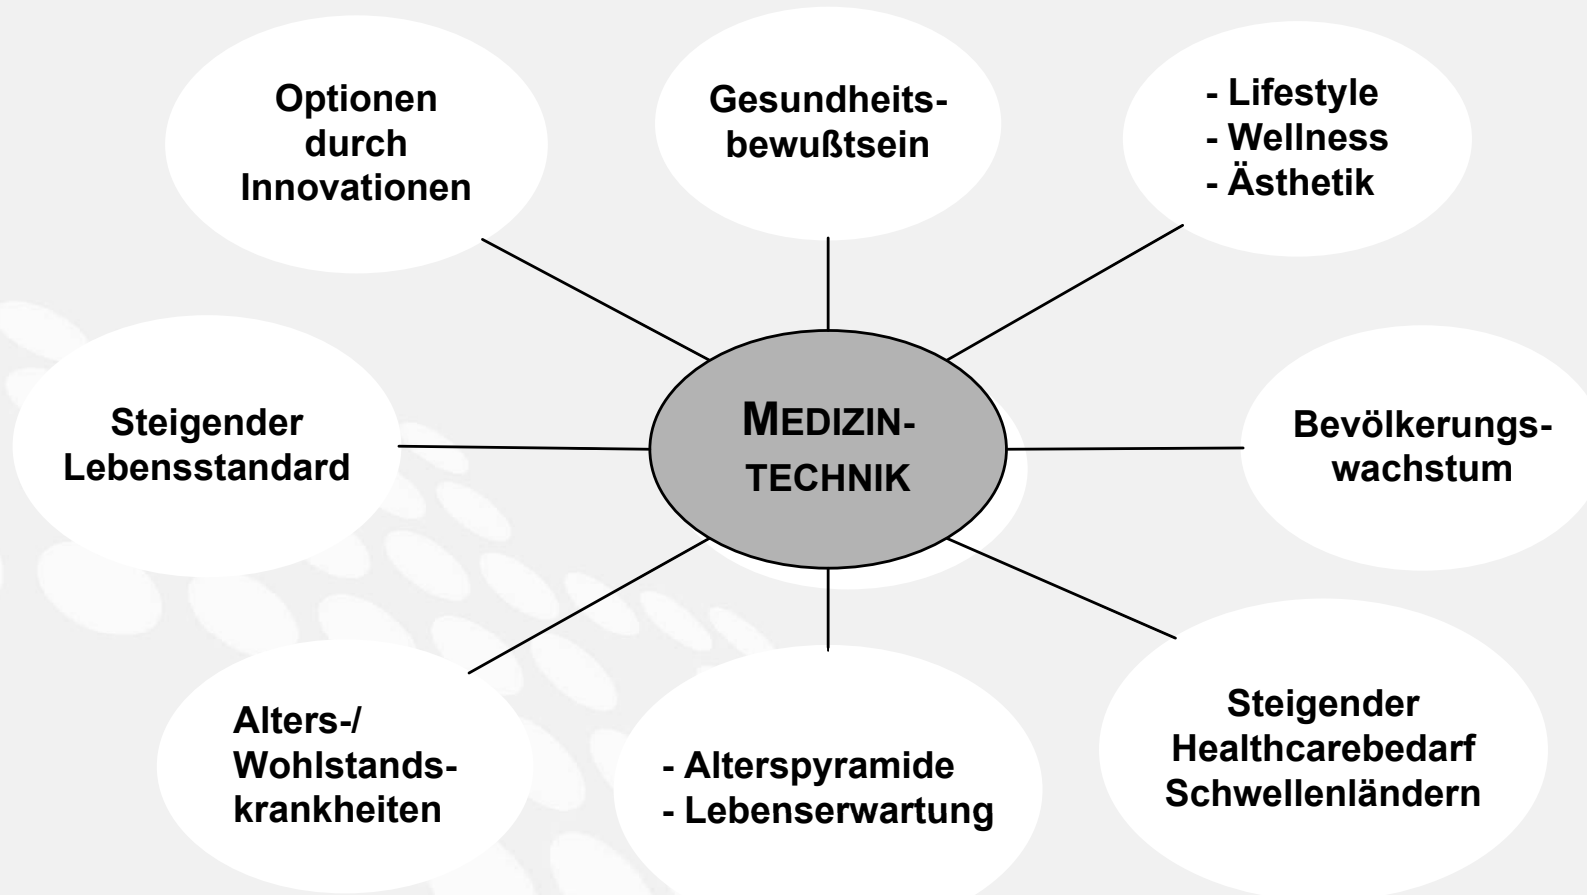 Optionen
durch
Innovationen
Gesundheits-
bewußtsein
- Lifestyle
- Wellness
- Ästhetik
Steigender
Lebensstandard
MEDIZIN-
TECHNIK
Bevölkerungs-
wachstum
Alters-/
Wohlstands-
krankheiten
- Alterspyramide
- Lebenserwartung
Steigender
Healthcarebedarf
Schwellenländern